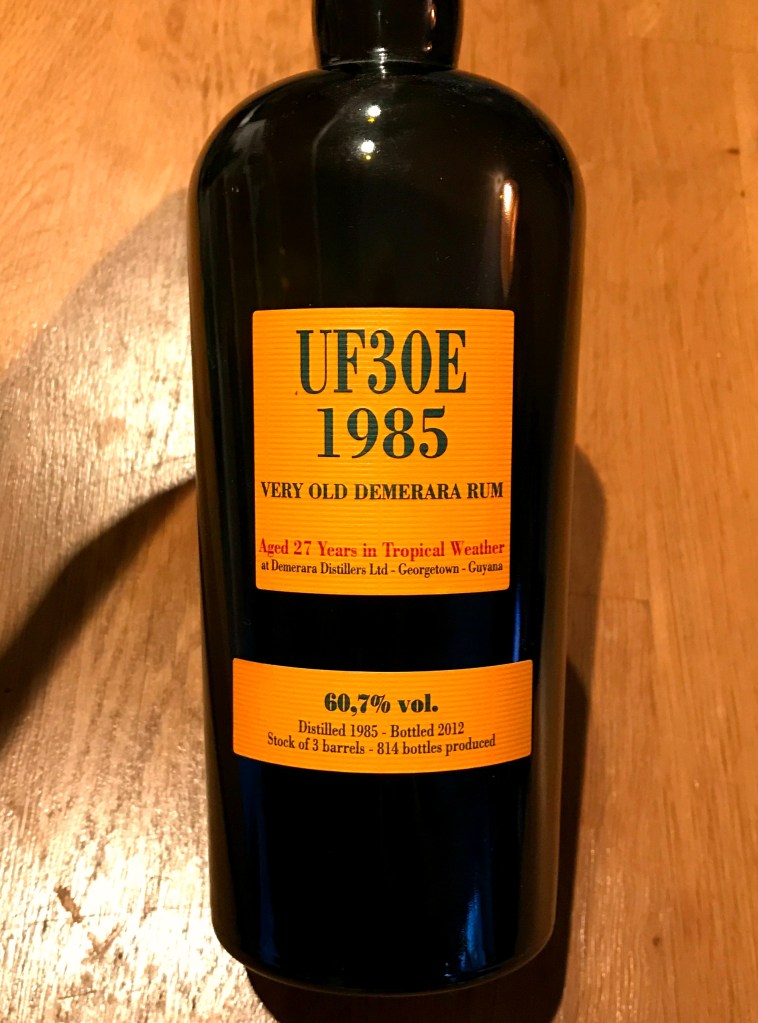 UF30E
1985
VERY OLD DEMERARA RUM
Aged 27 Years in Tropical Weather
at Demerara Distillers Ltd - Georgetown - Guyana
60,7% vol.
Distilled 1985 - Bottled 2012
Stock of 3 barrels - 814 bottles produced